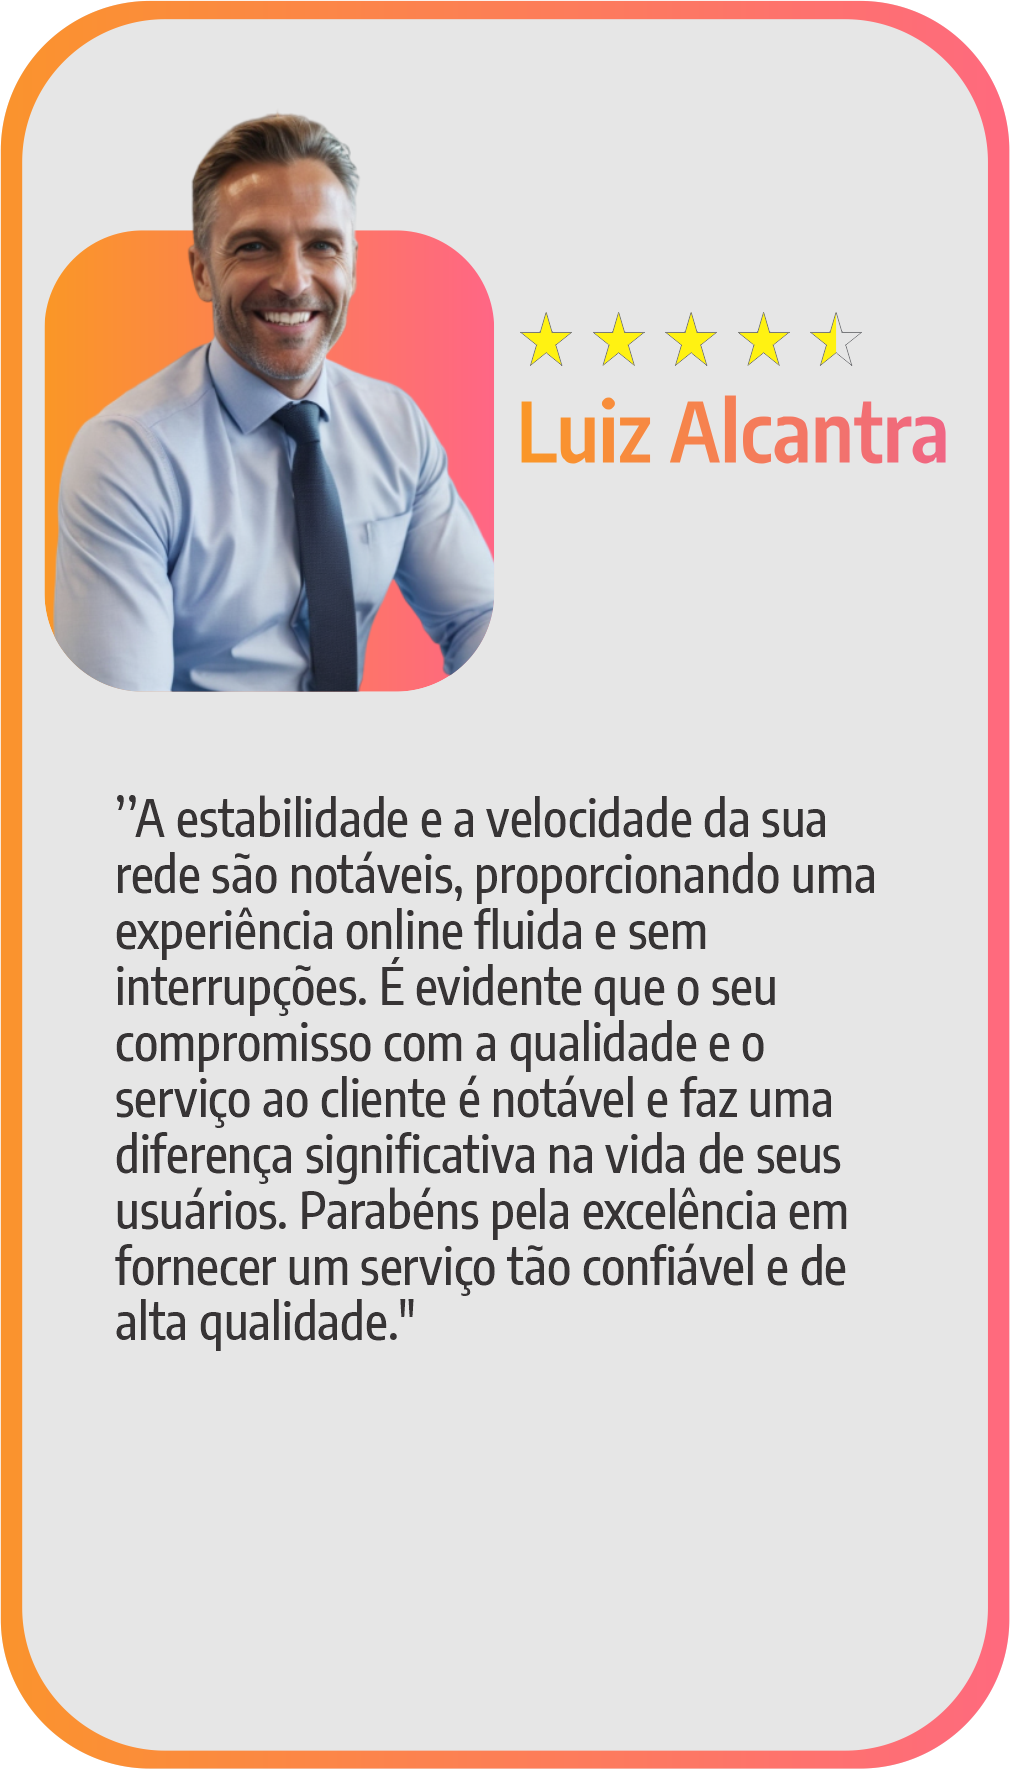 Luiz Alcantra
’’A estabilidade e a velocidade da sua
rede são notáveis, proporcionando uma
experiência online fluida e sem
interrupções. É evidente que o seu
compromisso com a qualidade e o
serviço ao cliente é notável e faz uma
diferença significativa na vida de seus
usuários. Parabéns pela excelência em
fornecer um serviço tão confiável e de
alta qualidade."